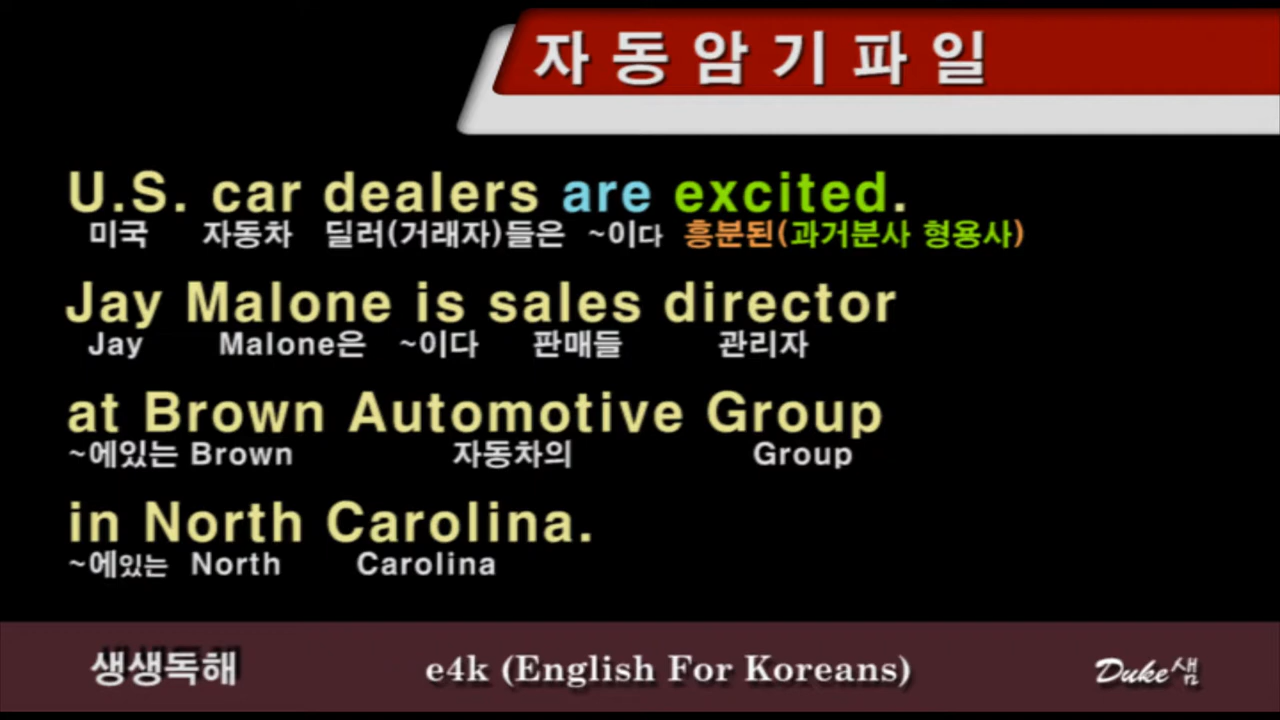 자동암기파일
U.S. car dealers are excited.
미국 자동차 딜러(거래자)들은 ~이다 흥분된(과거분사 형용사)
Jay Malone is sales director
Jay Malone은 ~이다 판매들 관리자
at Brown Automotive Group
~에있는 Brown 자동차의 Group
in North Carolina.
~에있는 North Carolina
생생독해 e4k (English For Koreans) Duke샘